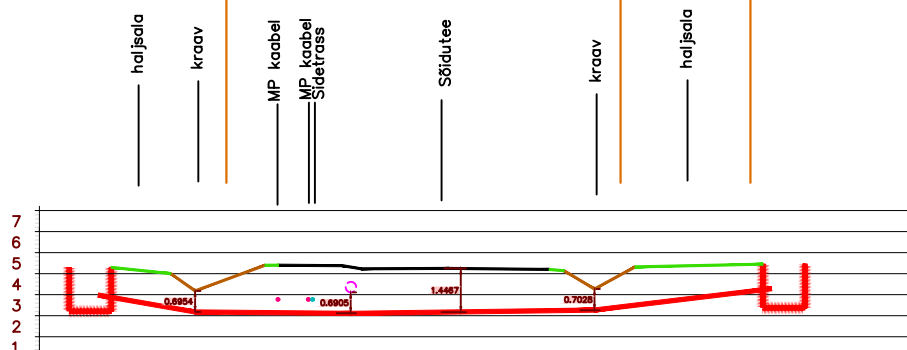 haljsala
kraav
MP kaabel
MP kaabel
Sidetrass
Sõidutee
kraav
haljsala
7
6
5
4
3
2
1
0.6954
0.6905
1.4467
0.7028